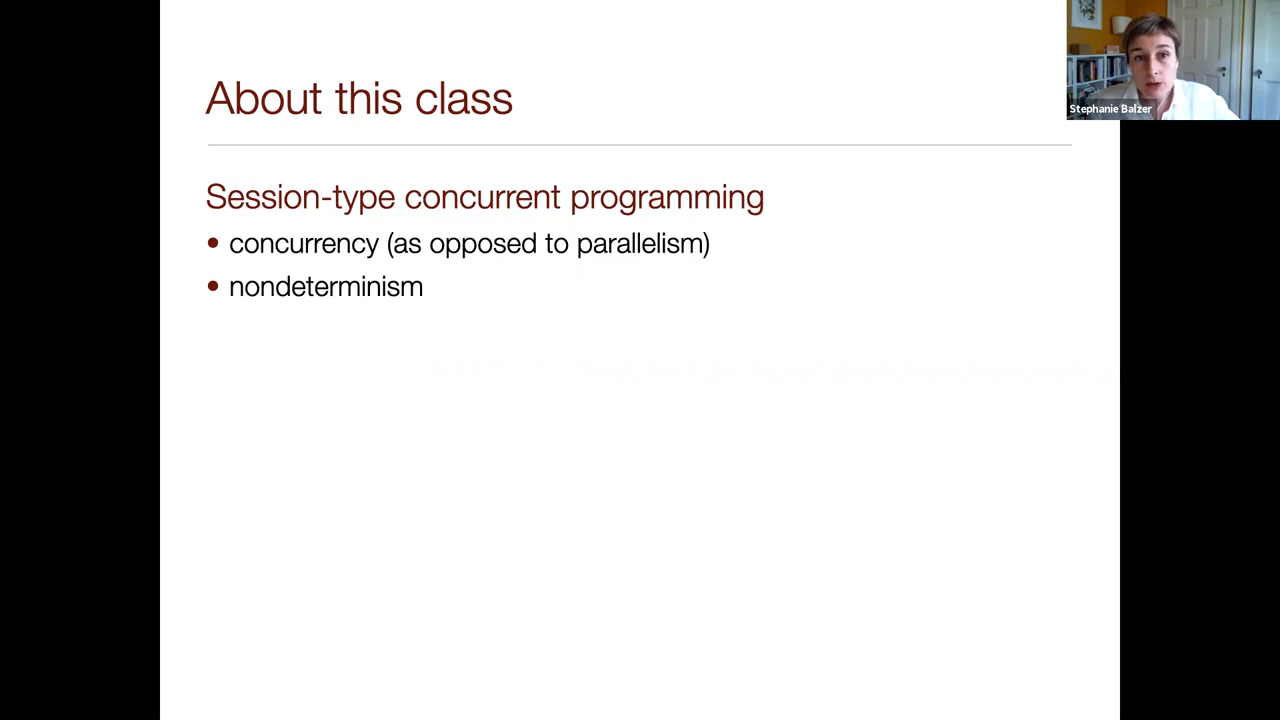 About this class
Stephanie Balzer
Session-type concurrent programming
• concurrency (as opposed to parallelism)
• nondeterminism